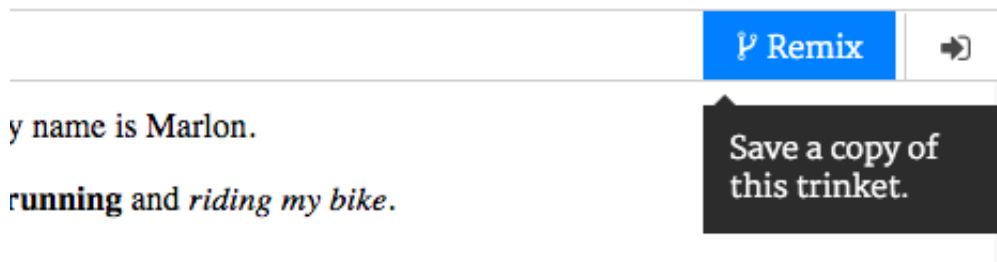 Remix
y name is Marlon.
Save a copy of
this trinket.
running and riding my bike.